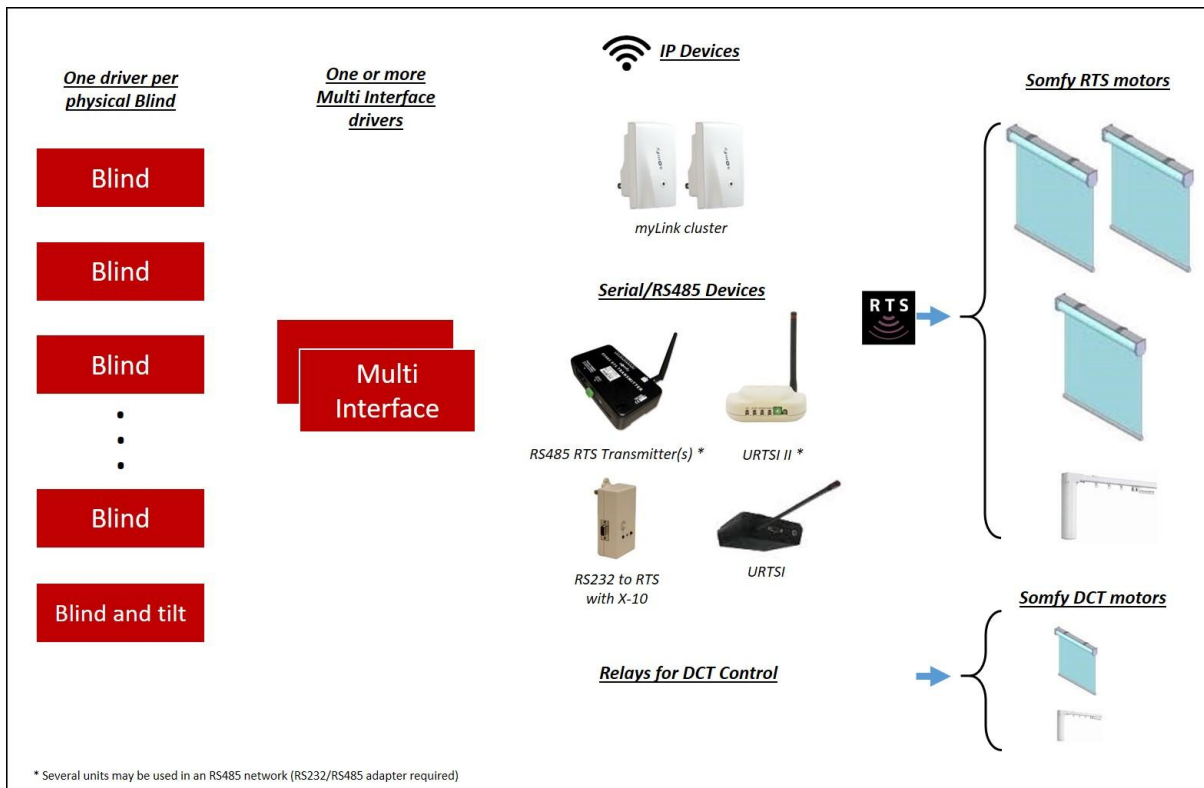 One driver per
physical Blind
Blind
Blind
Blind
Blind
Blind and tilt
One or more
Multi Interface
drivers
Multi
Interface
IP Devices
somfy
somfy
myLink cluster
Serial/RS485 Devices
RS485 RTS Transmitter(s) *
URTSI II *
RS232 to RTS
with X-10
URTSI
Relays for DCT Control
RTS
Somfy RTS motors
Somfy DCT motors
* Several units may be used in an RS485 network (RS232/RS485 adapter required)